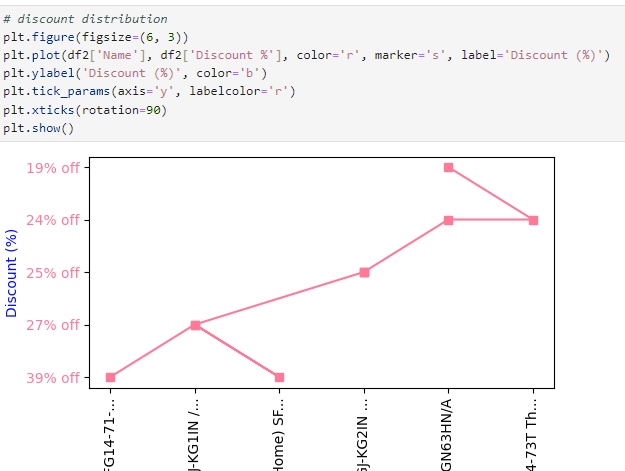 # discount distribution
plt.figure(figsize=(6, 3))
plt.plot(df2['Name'], df2['Discount %'], color='r', marker='s', label='Discount (%)')
plt.ylabel('Discount (%)', color='b')
plt.tick_params(axis='y', labelcolor='r')
plt.xticks(rotation=90)
plt.show()
19% off
24% off
25% off
27% off
39% off
Discount (%)
FG14-71-...
J-KG1IN /...
Home) SF...
J-KG2IN ...
GN63HN/A
4-73T Th...